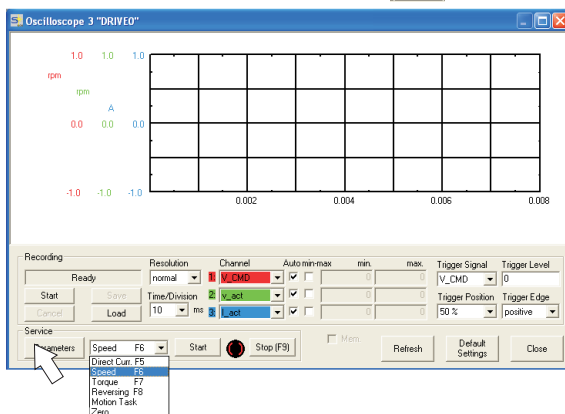 Oscilloscope 3 "DRIVE0"
1.0 1.0 1.0
rpm
rpm
A
0.0 0.0 0.0
-1.0 -1.0 -1.0
0.002 0.004 0.006 0.008
Recording
Resolution Channel Auto min-max min. max. Trigger Signal Trigger Level
Ready normal 1: V_CMD 0 0 V_CMD 0
Start Save Time/Division 2: v_act 0 0 Trigger Position Trigger Edge
Cancel Load 10 ms 3: I_act 0 0 50 % positive
Service
Parameters Speed F6 Start Stop (F9) Mem Refresh Default Settings Close
Direct Curr. F5
Speed F6
Torque F7
Reversing F8
Motion Task
Zero